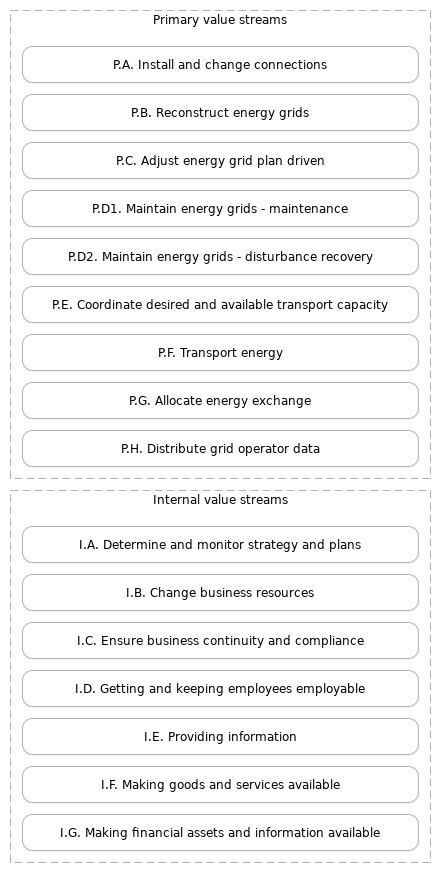 Primary value streams
P.A. Install and change connections
P.B. Reconstruct energy grids
P.C. Adjust energy grid plan driven
P.D1. Maintain energy grids - maintenance
P.D2. Maintain energy grids - disturbance recovery
P.E. Coordinate desired and available transport capacity
P.F. Transport energy
P.G. Allocate energy exchange
P.H. Distribute grid operator data
Internal value streams
I.A. Determine and monitor strategy and plans
I.B. Change business resources
I.C. Ensure business continuity and compliance
I.D. Getting and keeping employees employable
I.E. Providing information
I.F. Making goods and services available
I.G. Making financial assets and information available